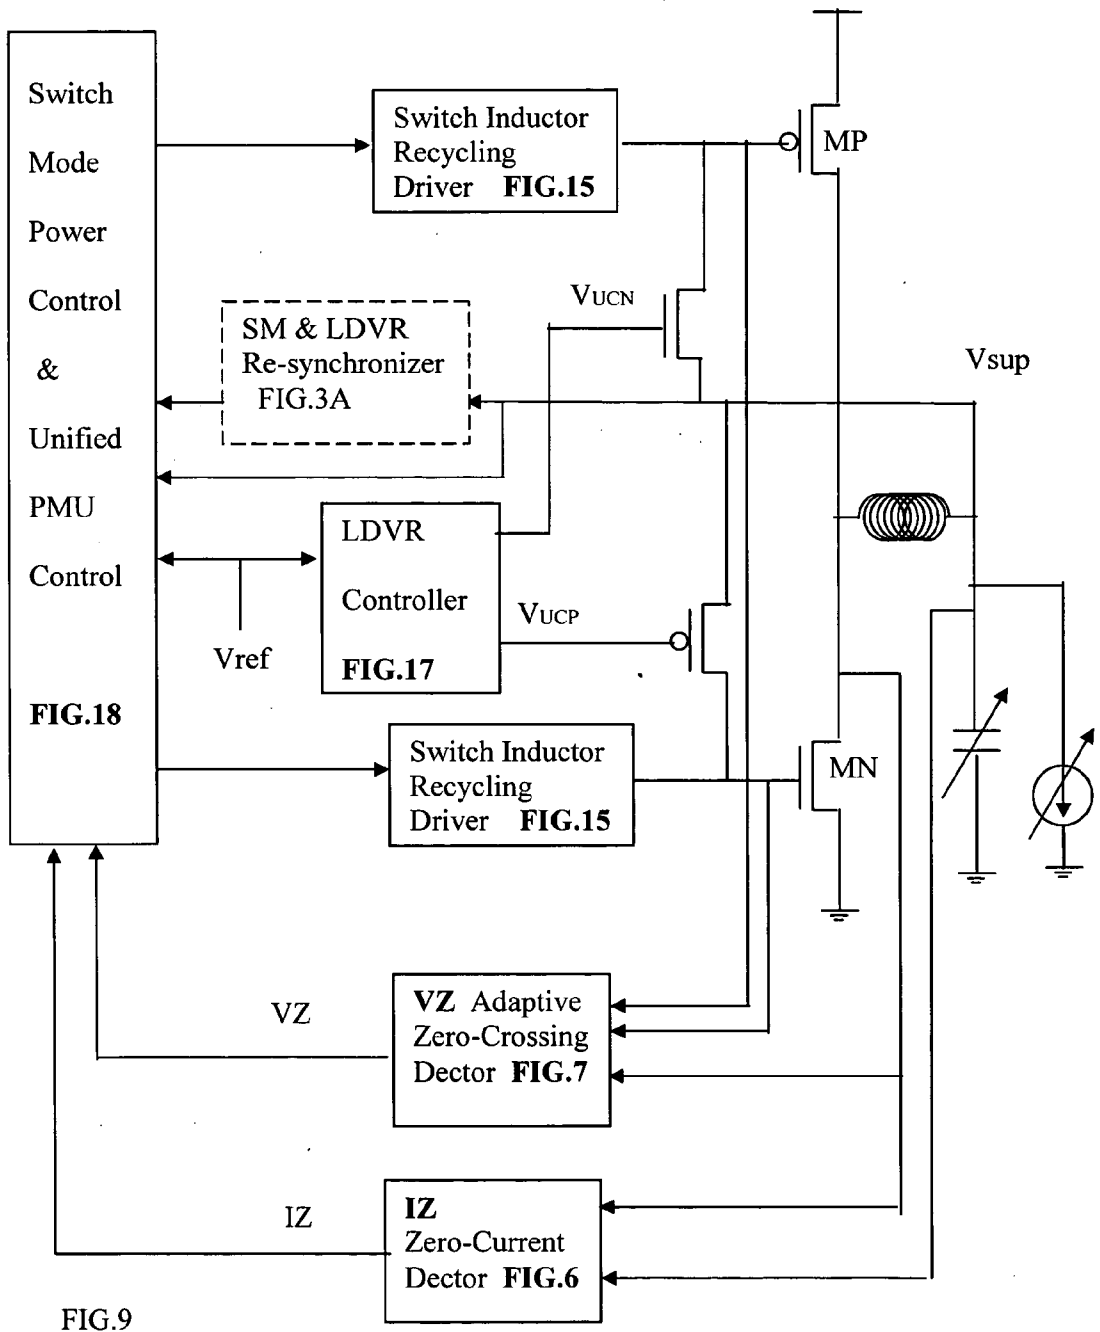 Switch
Mode
Power
Control
&
Unified
PMU
Control
FIG.18
Switch Inductor
Recycling
Driver FIG.15
MP
VUCN
SM & LDVR
Re-synchronizer
FIG.3A
Vsup
LDVR
Controller
FIG.17
VUCP
Vref
Switch Inductor
Recycling
Driver FIG.15
MN
VZ
VZ Adaptive
Zero-Crossing
Dector FIG.7
IZ
IZ
Zero-Current
Dector FIG.6
FIG.9